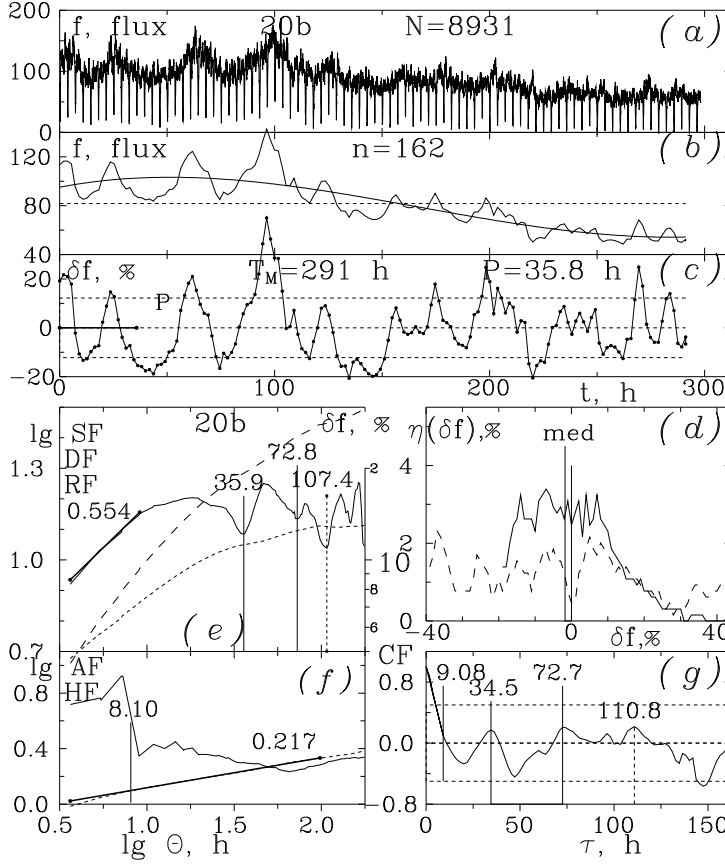 200
f, flux 20b N=8931 (a)
100
0
f, flux n=162 (b)
120
80
40
δf, % T_M=291 h P=35.8 h (c)
20
P
0
−20
0 100 200 300
t, h
lg 20b δf, % η(δf),% med (d)
SF
DF 72.8
RF 35.9 107.4 2
1.3
0.554
4
1.0 10
2
8
6
(e) 5
0.7 0
−40 −20 0 20 40
δf,%
lg AF CF 9.08 72.7 (g)
HF (f) 34.5
0.8 0.8
8.10 110.8
0.217
0.4 0.0
0.0 −0.8
0.5 1.0 1.5 2.0
lg Θ, h
0 50 100 150
τ, h